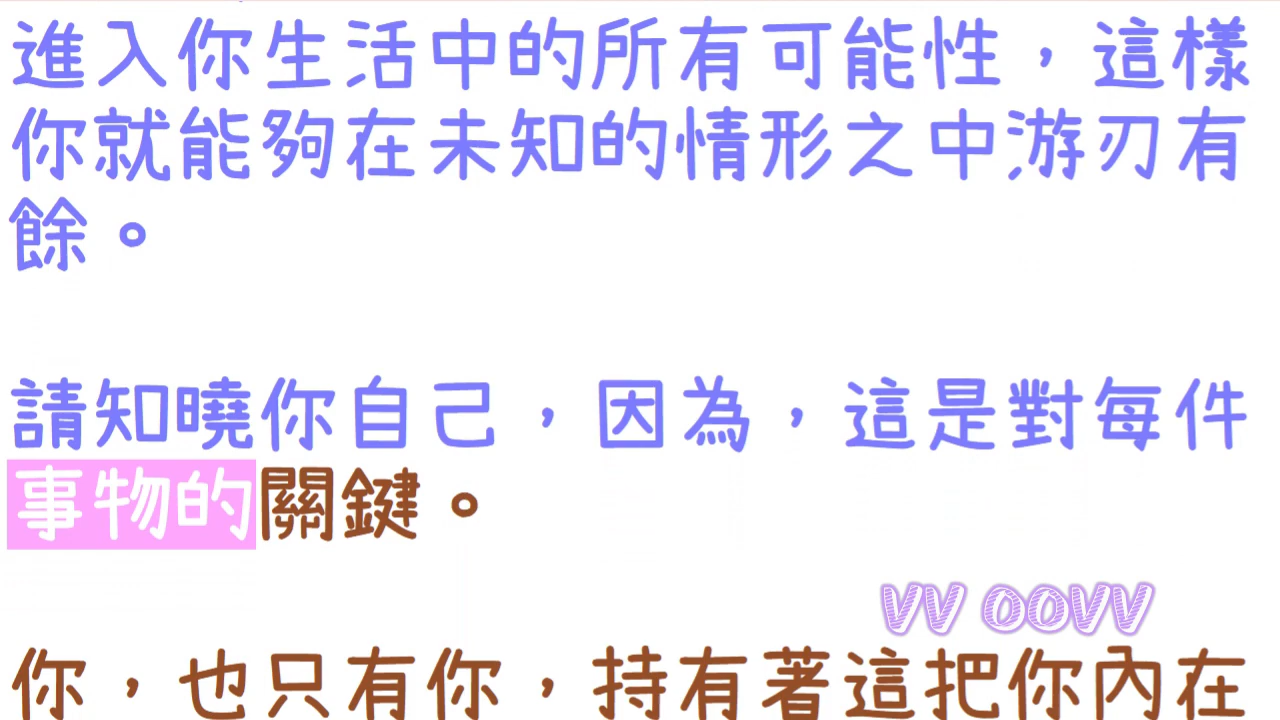 進入你生活中的所有可能性，這樣
你就能夠在未知的情形之中游刃有
餘。
請知曉你自己，因為，這是對每件
事物的關鍵。
VV OOVV
你，也只有你，持有著這把你內在